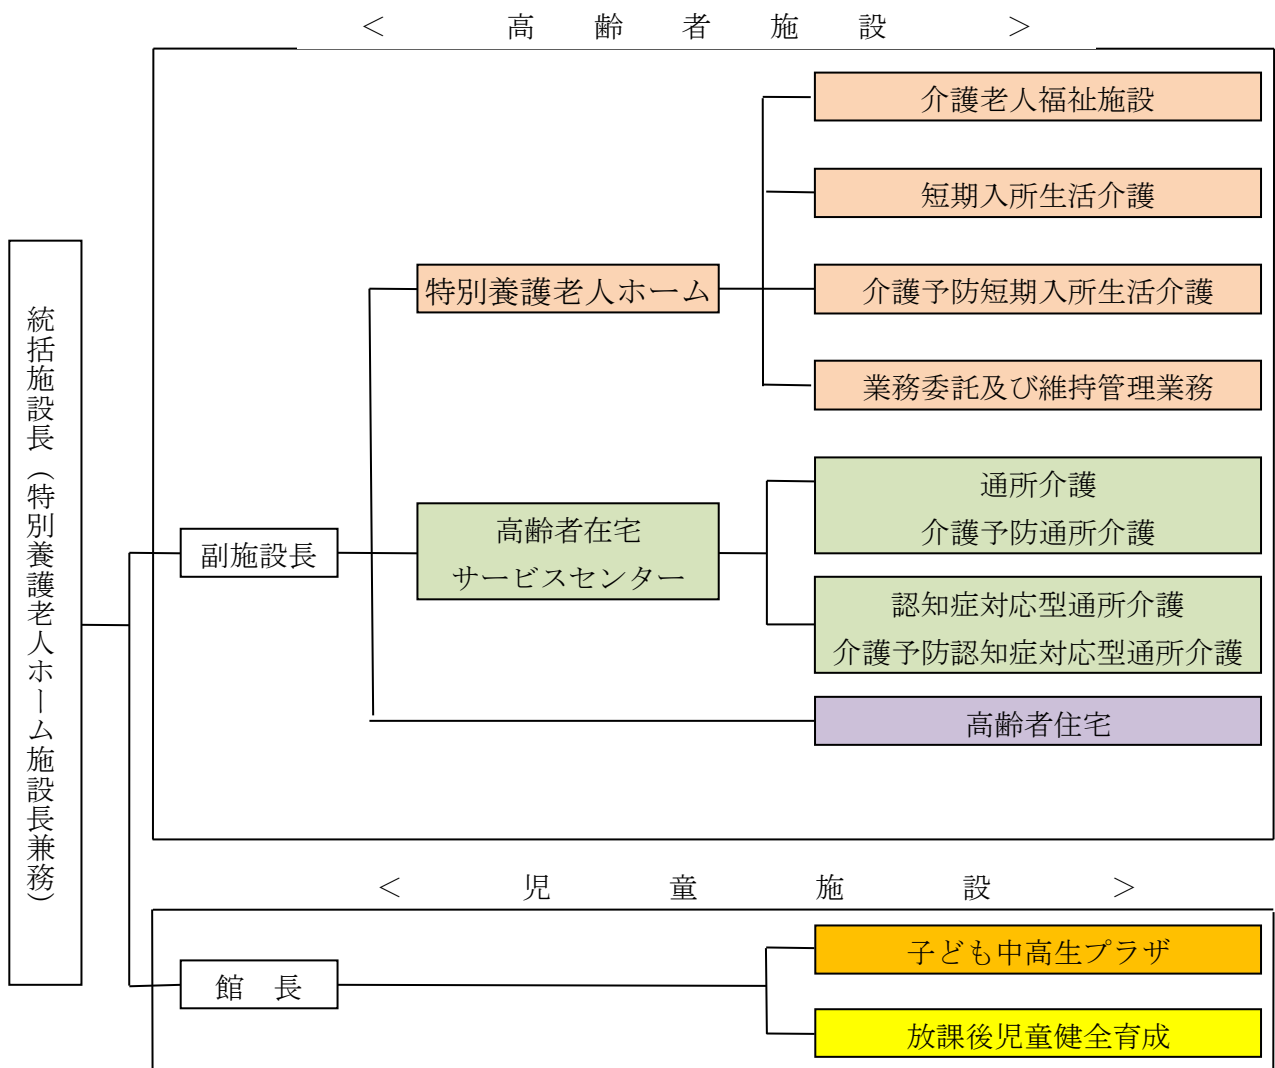 ＜　高　齢　者　施　設　＞
統括施設長（特別養護老人ホーム施設長兼務）
副施設長
特別養護老人ホーム
介護老人福祉施設
短期入所生活介護
介護予防短期入所生活介護
業務委託及び維持管理業務
高齢者在宅
サービスセンター
通所介護
介護予防通所介護
認知症対応型通所介護
介護予防認知症対応型通所介護
高齢者住宅
＜　児　童　施　設　＞
館　長
子ども中高生プラザ
放課後児童健全育成